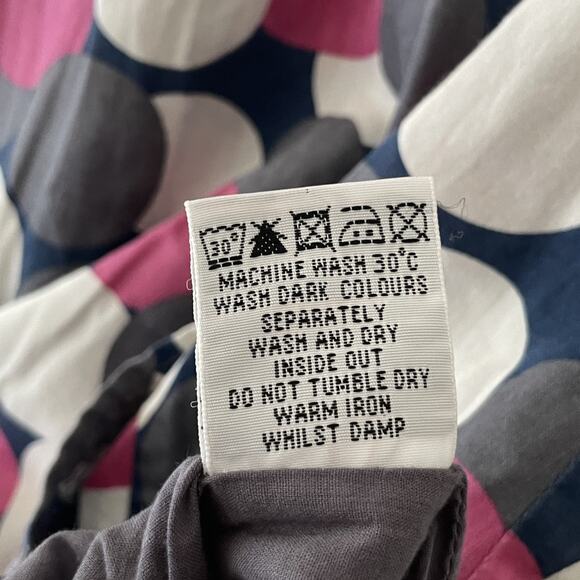 30°
MACHINE WASH 30°C
WASH DARK COLOURS
SEPARATELY
WASH AND DRY
INSIDE OUT
DO NOT TUMBLE DRY
WARM IRON
WHILST DAMP